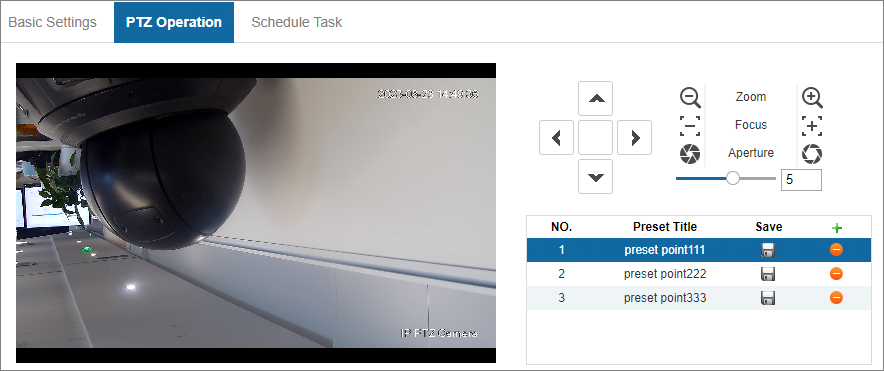 Basic Settings PTZ Operation Schedule Task
Zoom
Focus
Aperture
5
NO. Preset Title Save
1 preset point111
2 preset point222
3 preset point333
IP PTZ Camera